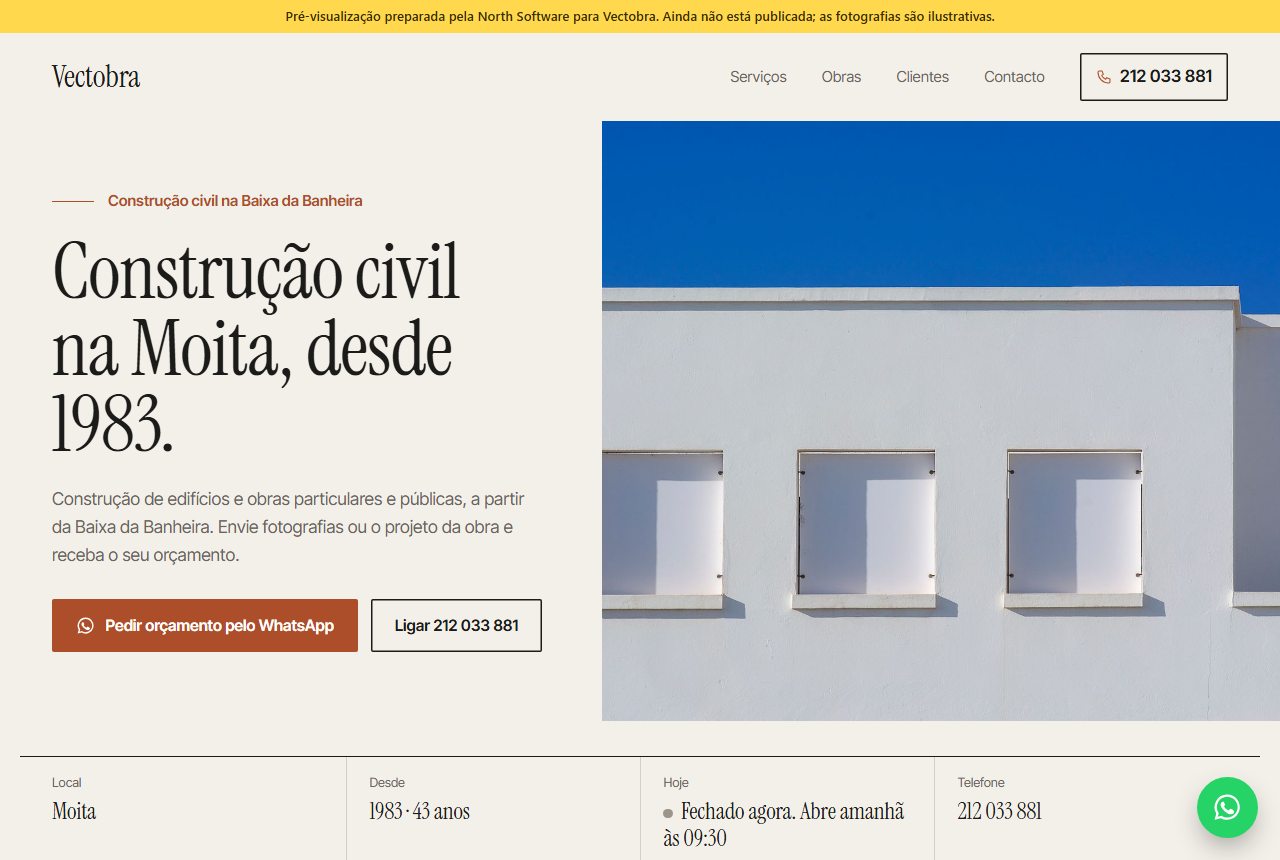 Pré-visualização preparada pela North Software para Vectobra. Ainda não está publicada; as fotografias são ilustrativas.
Vectobra
Serviços
Obras
Clientes
Contacto
212 033 881
Construção civil na Baixa da Banheira
Construção civil
na Moita, desde
1983.
Construção de edifícios e obras particulares e públicas, a partir
da Baixa da Banheira. Envie fotografias ou o projeto da obra e
receba o seu orçamento.
Pedir orçamento pelo WhatsApp
Ligar 212 033 881
Local
Moita
Desde
1983 · 43 anos
Hoje
Fechado agora. Abre amanhã
às 09:30
Telefone
212 033 881